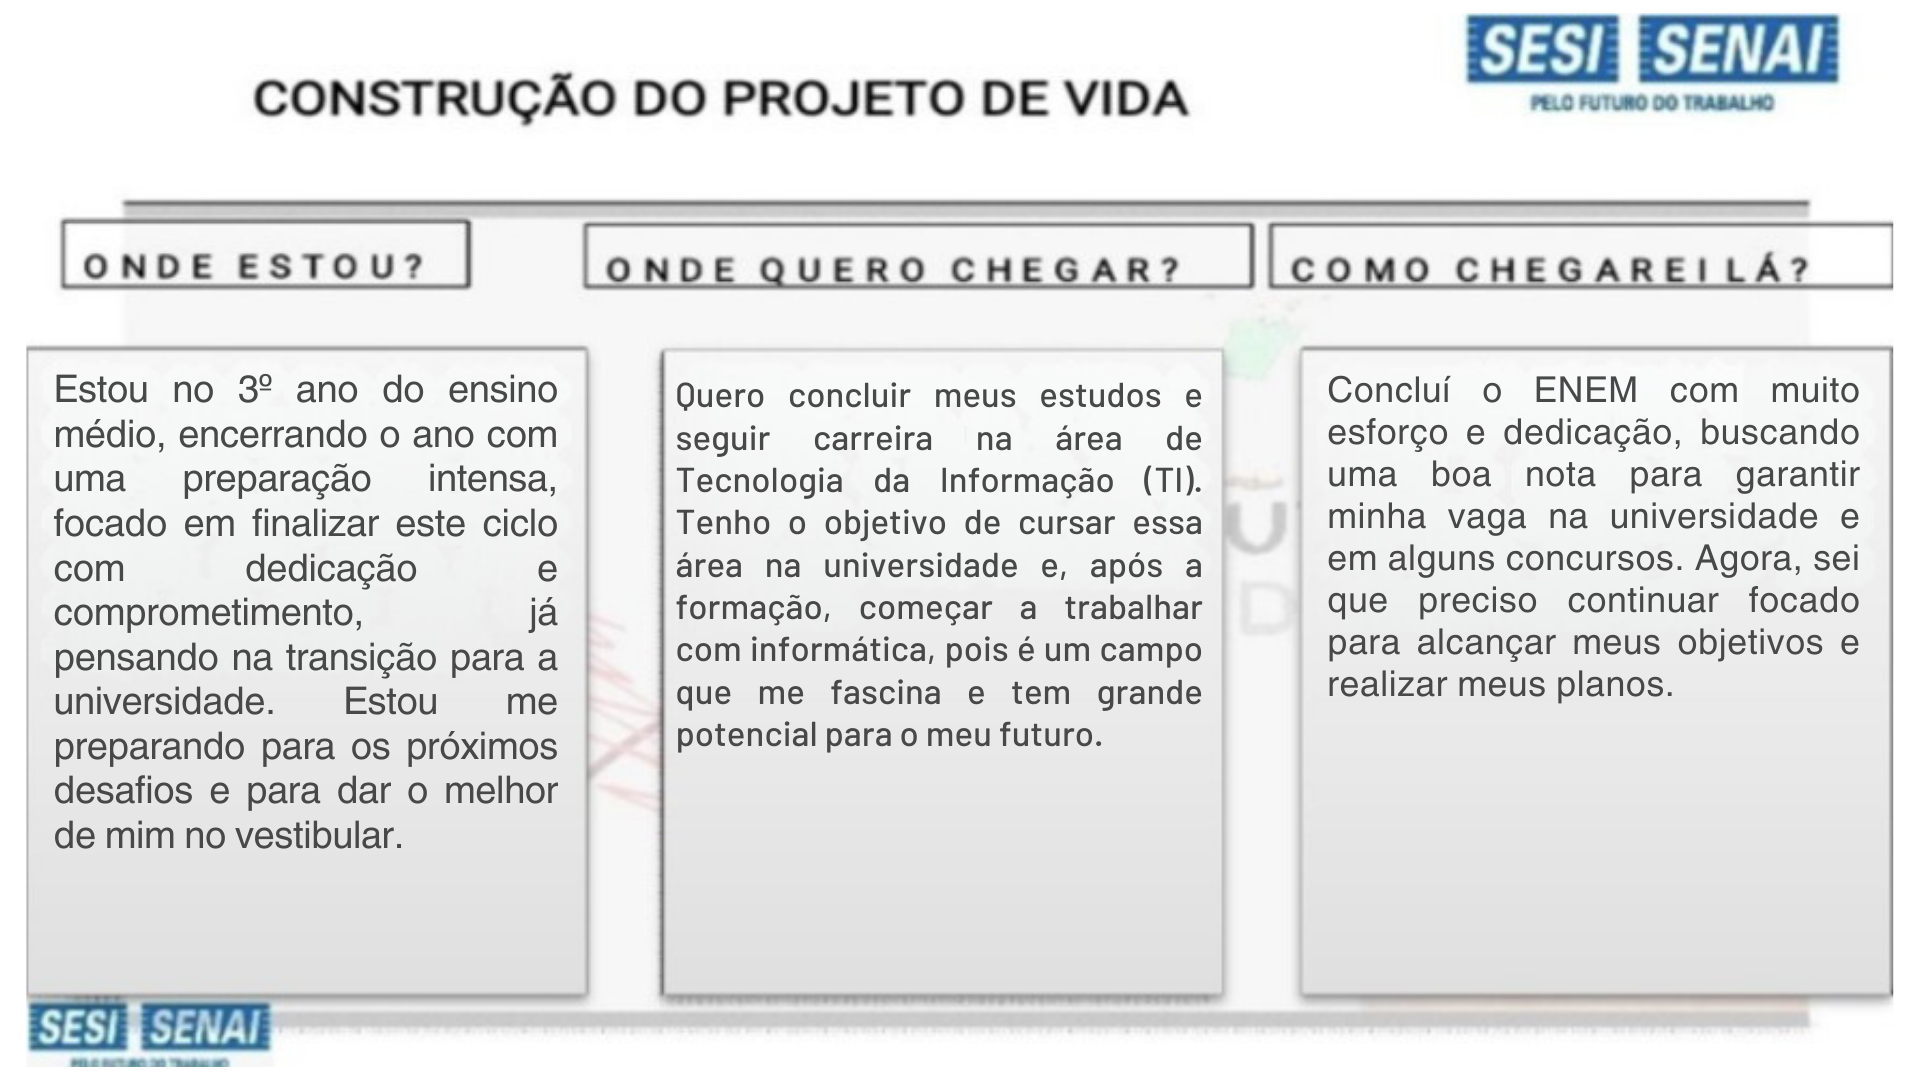 SESI SENAI
PELO FUTURO DO TRABALHO
CONSTRUÇÃO DO PROJETO DE VIDA
ONDE ESTOU?
ONDE QUERO CHEGAR?
COMO CHEGAREI LÁ?
Estou no 3º ano do ensino
médio, encerrando o ano com
uma preparação intensa,
focado em finalizar este ciclo
com dedicação e
comprometimento, já
pensando na transição para a
universidade. Estou me
preparando para os próximos
desafios e para dar o melhor
de mim no vestibular.
Quero concluir meus estudos e
seguir carreira na área de
Tecnologia da Informação (TI).
Tenho o objetivo de cursar essa
área na universidade e, após a
formação, começar a trabalhar
com informática, pois é um campo
que me fascina e tem grande
potencial para o meu futuro.
Concluí o ENEM com muito
esforço e dedicação, buscando
uma boa nota para garantir
minha vaga na universidade e
em alguns concursos. Agora, sei
que preciso continuar focado
para alcançar meus objetivos e
realizar meus planos.
U
D
SESI SENAI
PELO FUTURO DO TRABALHO